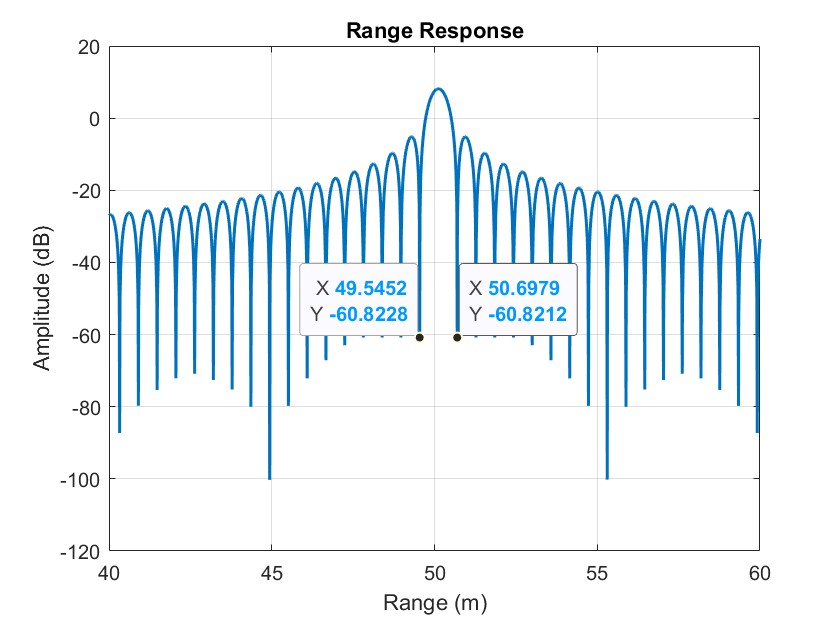 Range Response
20
0
-20
-40
-60
-80
-100
-120
Amplitude (dB)
X 49.5452
Y -60.8228
X 50.6979
Y -60.8212
40
45
50
55
60
Range (m)